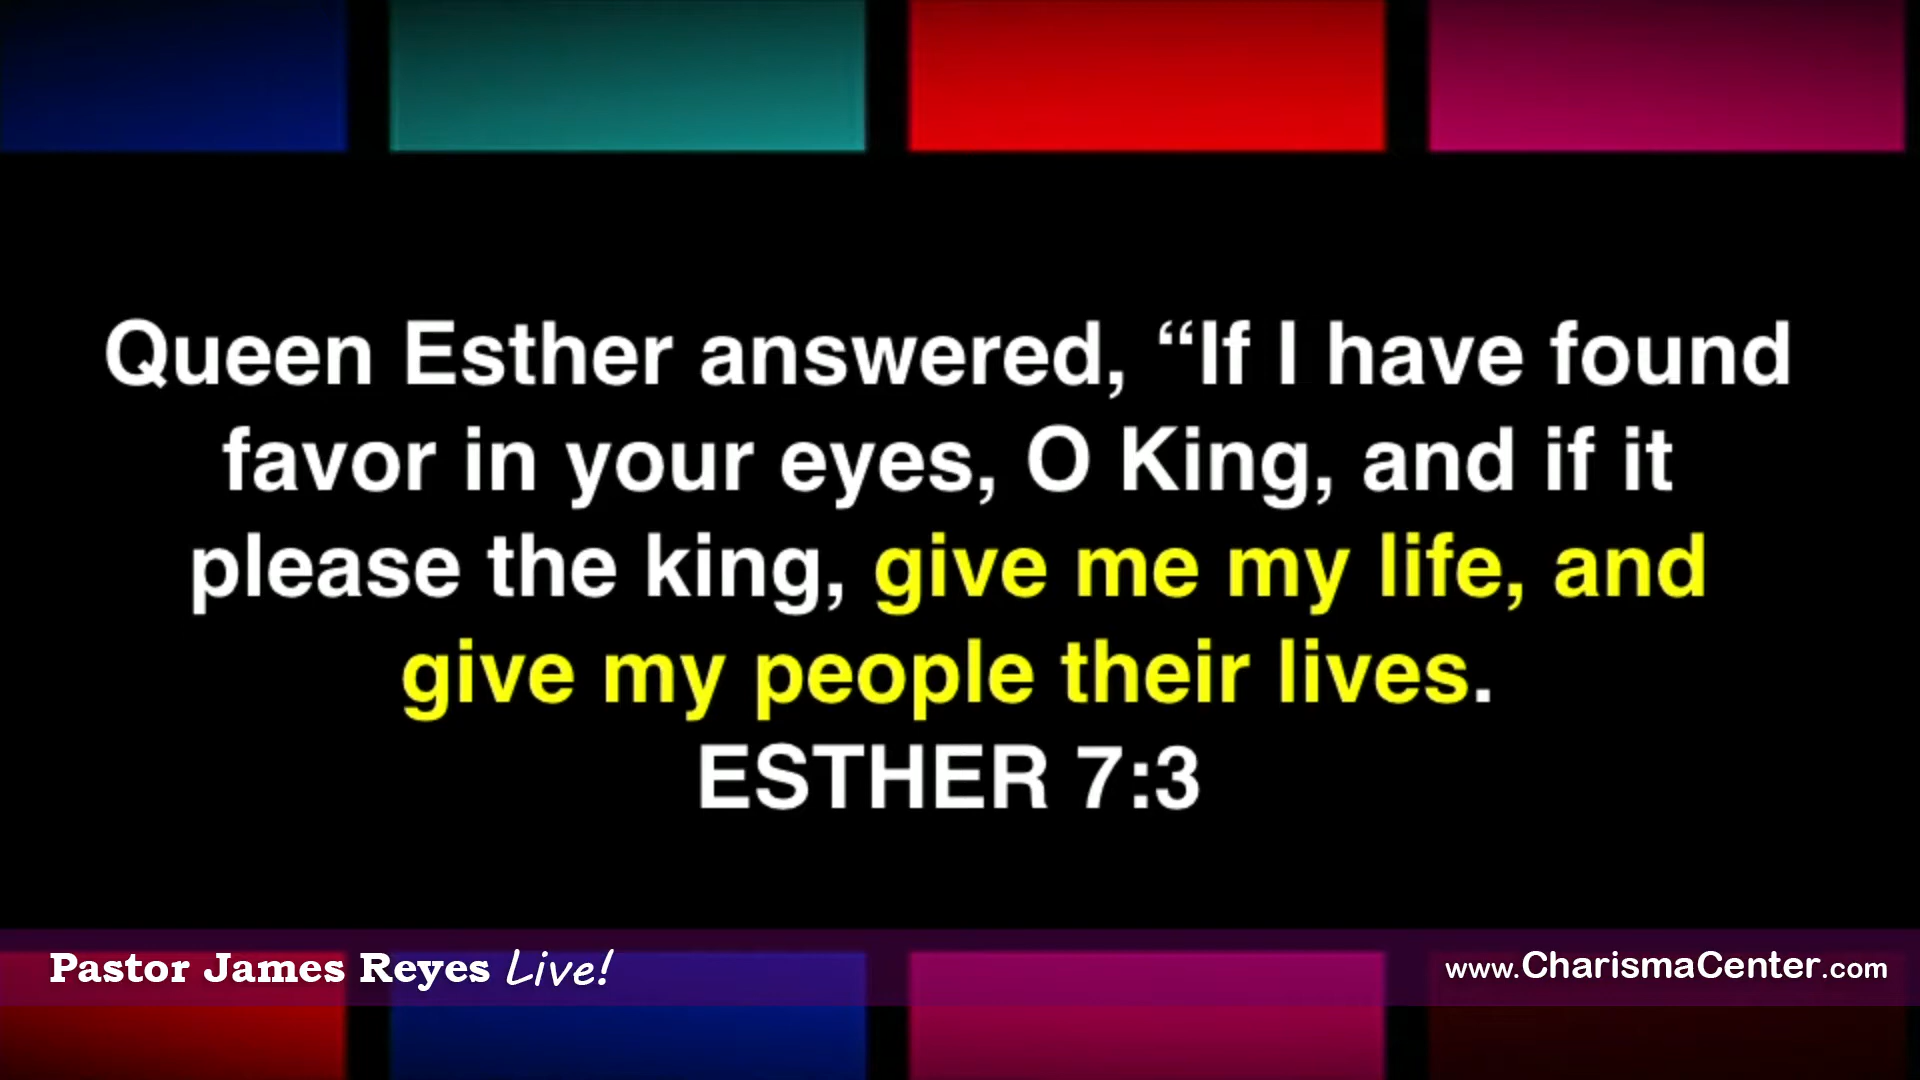 Queen Esther answered, “If I have found
favor in your eyes, O King, and if it
please the king, give me my life, and
give my people their lives.
ESTHER 7:3
Pastor James Reyes Live!
www.CharismaCenter.com